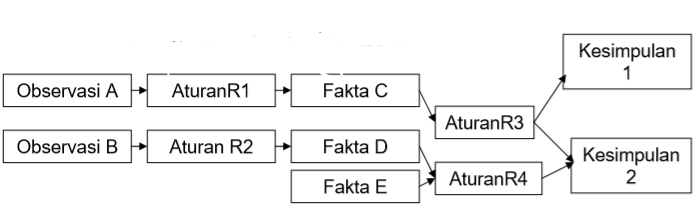 Kesimpulan
1
Observasi A
AturanR1
Fakta C
AturanR3
Observasi B
Aturan R2
Fakta D
Kesimpulan
2
Fakta E
AturanR4